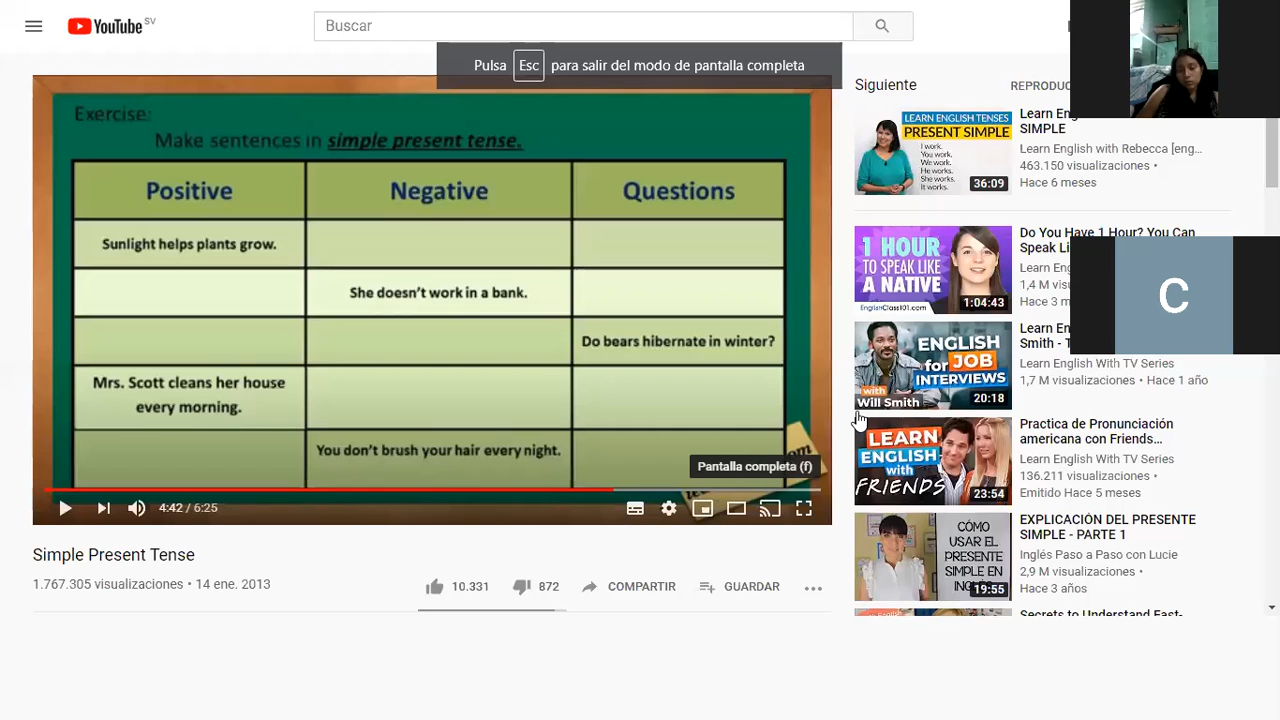 YouTube SV
Buscar
Pulsa Esc para salir del modo de pantalla completa
Exercise:
Make sentences in simple present tense.
Positive Negative Questions
Sunlight helps plants grow.
She doesn't work in a bank.
Do bears hibernate in winter?
Mrs. Scott cleans her house
every morning.
You don't brush your hair every night.
Pantalla completa (f)
4:42 / 6:25
Simple Present Tense
1.767.305 visualizaciones • 14 ene. 2013
10.331 872 COMPARTIR GUARDAR
Siguiente
LEARN ENGLISH TENSES
PRESENT SIMPLE
I work.
You work.
We work.
He works.
She works.
It works.
36:09
Learn
SIMPLE
Learn English with Rebecca [eng...
463.150 visualizaciones •
Hace 6 meses
1 HOUR
TO SPEAK LIKE
A NATIVE
EnglishClass101.com
1:04:43
Do You Have 1 Hour? You Can
Speak
Learn
1,4 M
Hace 3
ENGLISH
for JOB
INTERVIEWS
with
Will Smith
20:18
Learn
Smith -
Learn English With TV Series
1,7 M visualizaciones • Hace 1 año
LEARN
ENGLISH
with
FRIENDS
23:54
Practica de Pronunciación
americana con Friends...
Learn English With TV Series
136.211 visualizaciones •
Emitido Hace 5 meses
CÓMO
USAR EL
PRESENTE
SIMPLE EN
19:55
EXPLICACIÓN DEL PRESENTE
SIMPLE - PARTE 1
Inglés Paso a Paso con Lucie
2,9 M visualizaciones •
Hace 3 años
Secrets to Understand Fast-
C